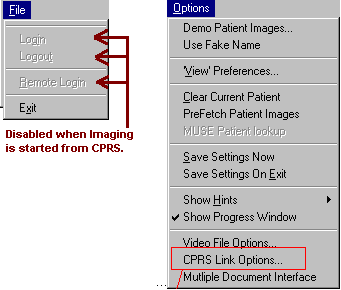 File
Login
Logout
Remote Login
Exit
Disabled when Imaging
is started from CPRS.
Options
Demo Patient Images...
Use Fake Name
'View' Preferences...
Clear Current Patient
PreFetch Patient Images
MUSE Patient lookup
Save Settings Now
Save Settings On Exit
Show Hints
Show Progress Window
Video File Options...
CPRS Link Options...
Mutliple Document Interface
...